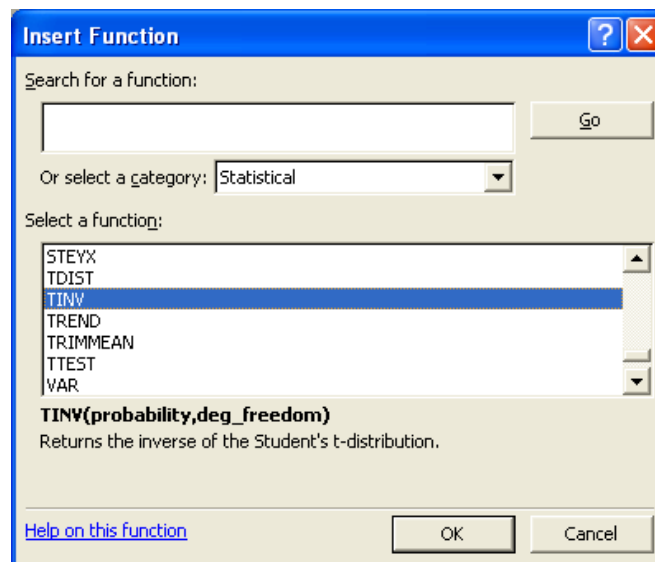 Insert Function
Search for a function:
Go
Or select a category: Statistical
Select a function:
STEYX
TDIST
TINV
TREND
TRIMMEAN
TTEST
VAR
TINV(probability,deg_freedom)
Returns the inverse of the Student's t-distribution.
Help on this function
OK
Cancel